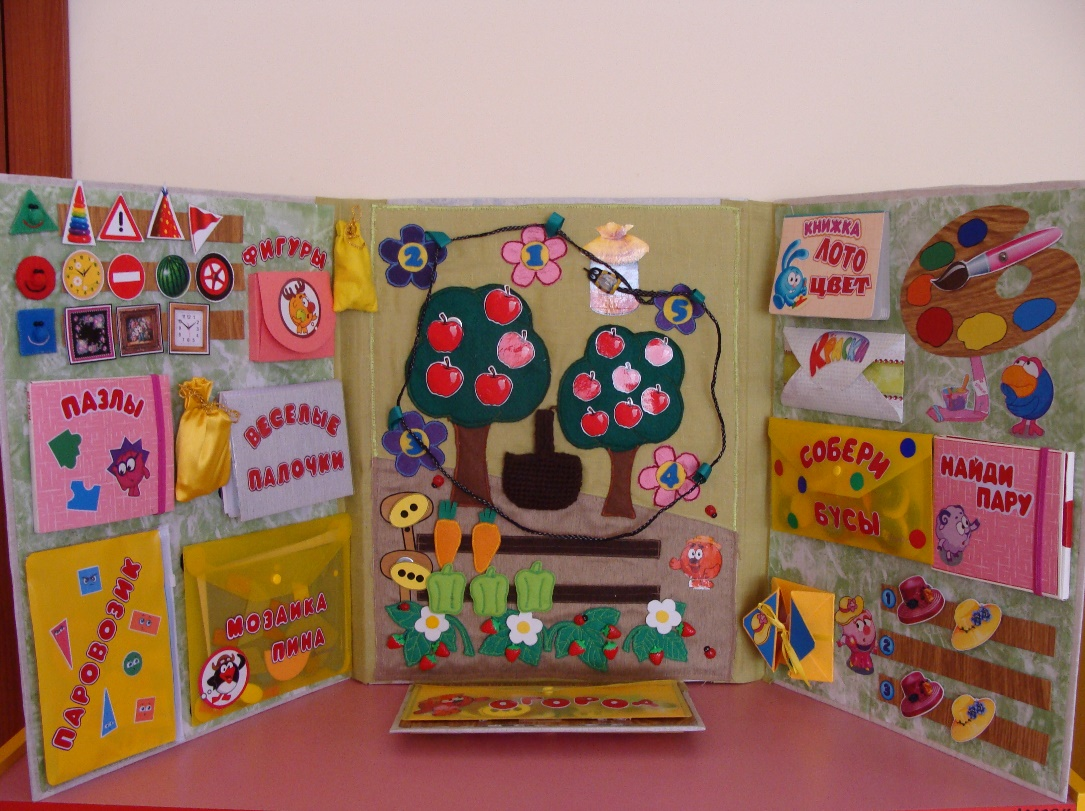 ФИГУРЫ
ПАЗЛЫ
ВЕСЕЛЫЕ
ПАЛОЧКИ
ПАРОВОЗИК
МОЗАИКА
ПИНА
2
1
5
3
4
ОГОРОД
КНИЖКА
ЛОТО
ЦВЕТ
СОБЕРИ
БУСЫ
НАЙДИ
ПАРУ
1
2
3